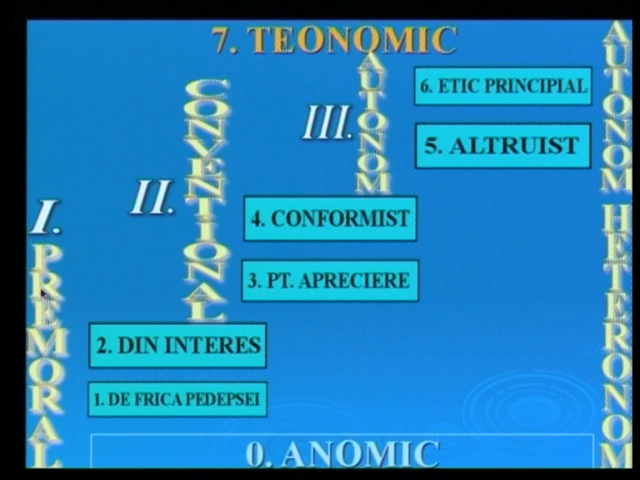 7. TEONOMIC
6. ETIC PRINCIPIAL
5. ALTRUIST
III.
AUTONOM
4. CONFORMIST
3. PT. APRECIERE
II.
CONVENTIONAL
2. DIN INTERES
1. DE FRICA PEDEPSEI
I.
PREMORAL
0. ANOMIC
AUTONOM HETERONOM